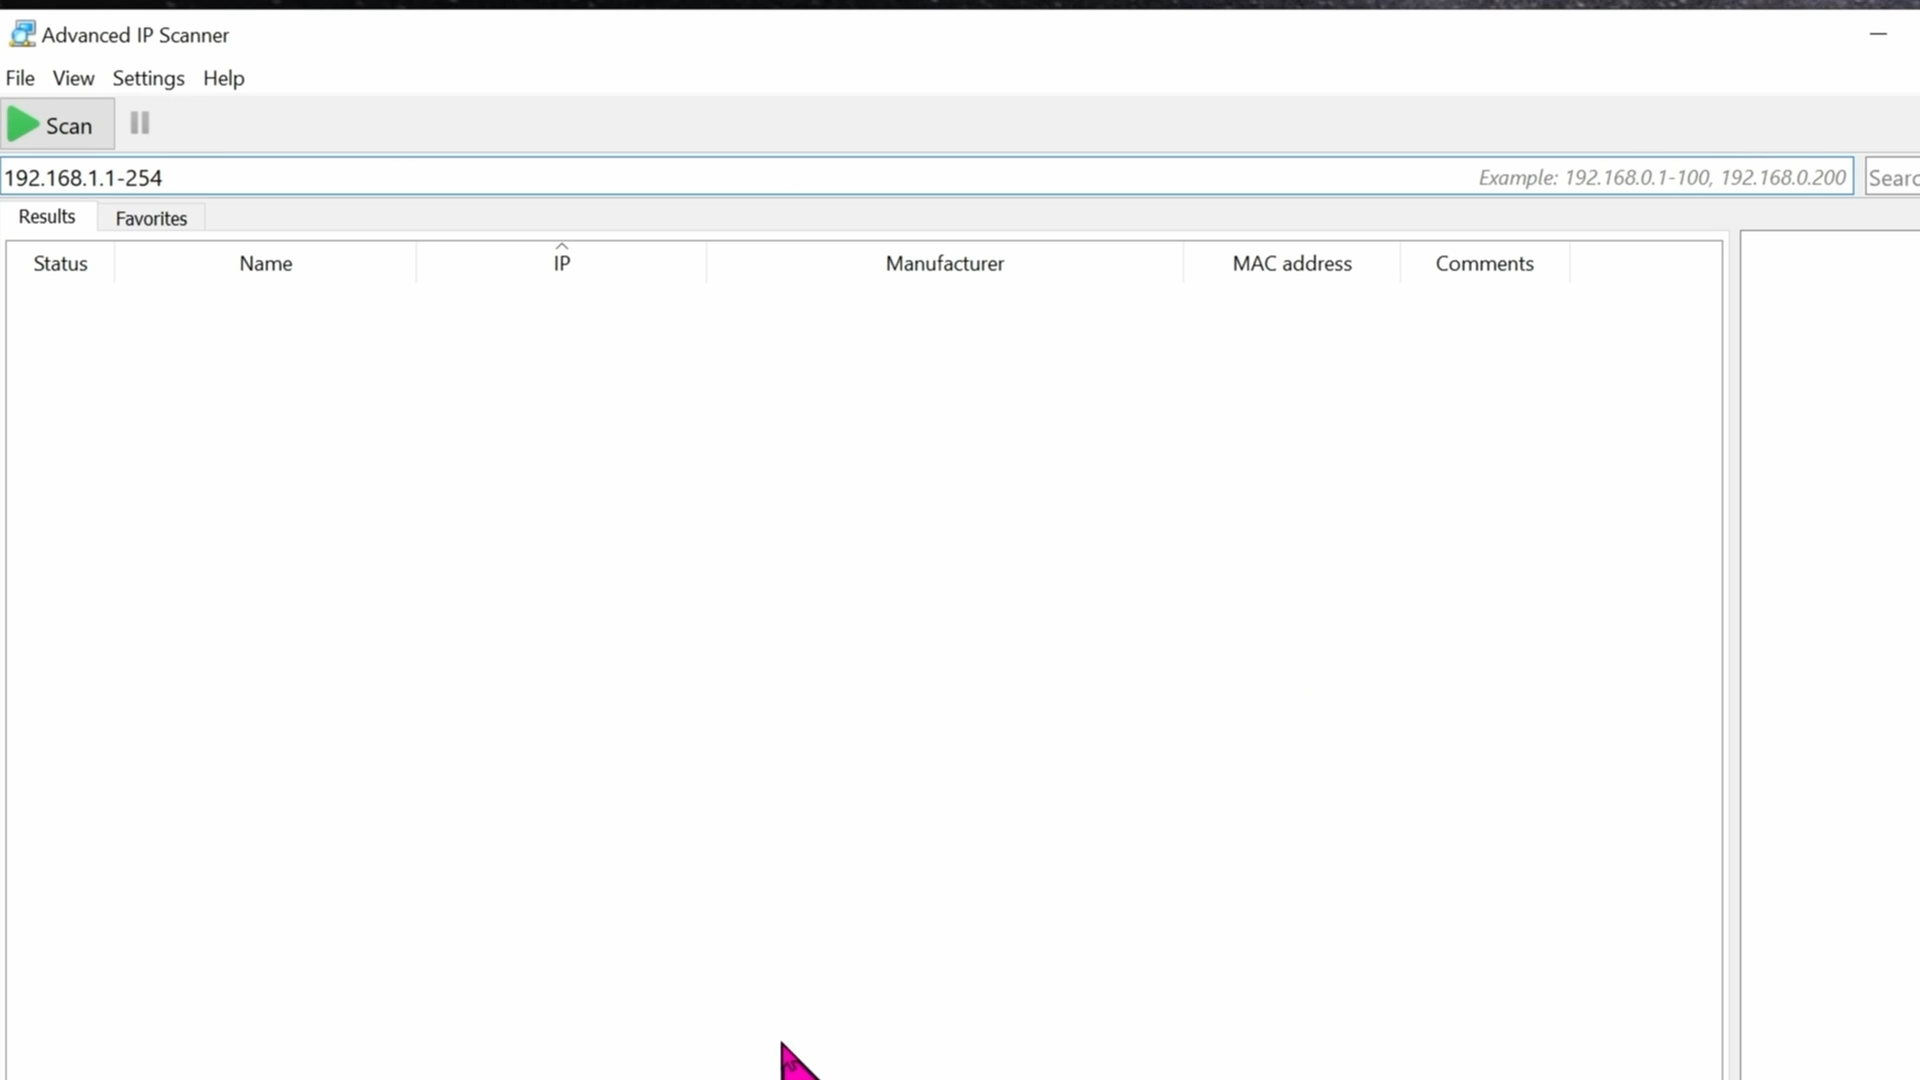 Advanced IP Scanner
File View Settings Help
Scan
192.168.1.1-254 Example: 192.168.0.1-100, 192.168.0.200 Searc
Results Favorites
Status Name IP Manufacturer MAC address Comments